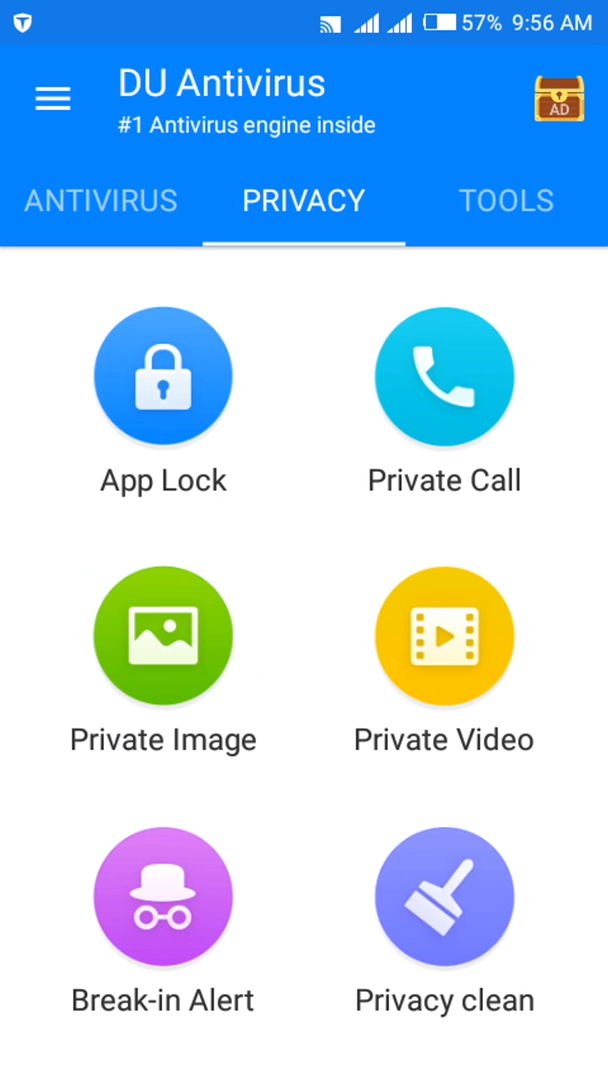 57% 9:56 AM
DU Antivirus
#1 Antivirus engine inside
AD
ANTIVIRUS PRIVACY TOOLS
App Lock Private Call
Private Image Private Video
Break-in Alert Privacy clean